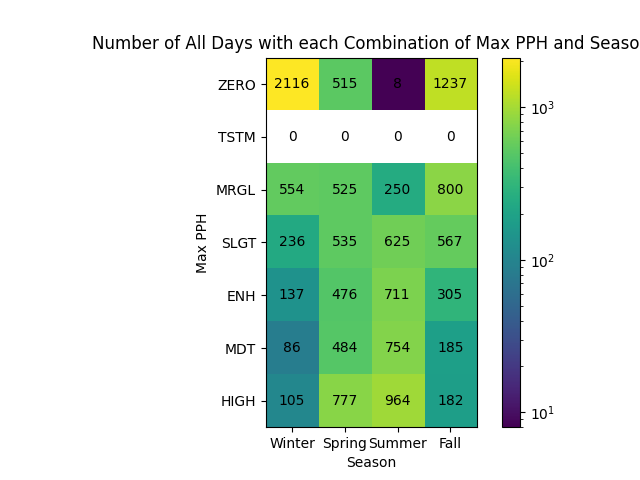 Number of All Days with each Combination of Max PPH and Seaso
ZERO 2116 515 8 1237
TSTM 0 0 0 0
MRGL 554 525 250 800
SLGT 236 535 625 567
ENH 137 476 711 305
MDT 86 484 754 185
HIGH 105 777 964 182
Winter Spring Summer Fall
Season
Max PPH
10³
10²
10¹